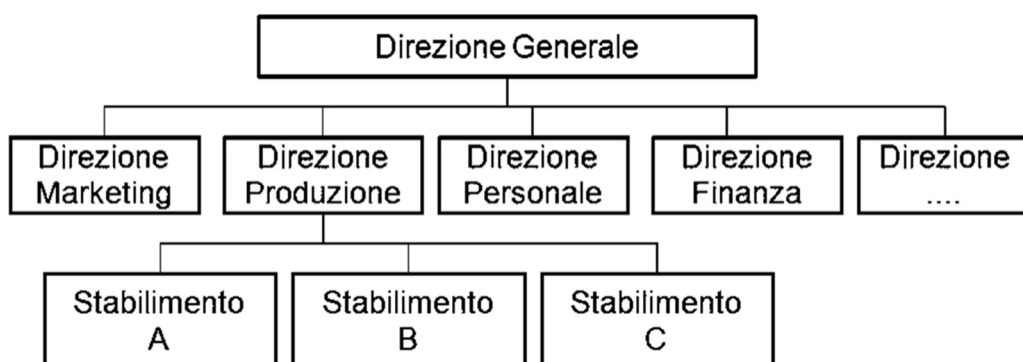 Direzione Generale
Direzione
Marketing
Direzione
Produzione
Direzione
Personale
Direzione
Finanza
Direzione
....
Stabilimento
A
Stabilimento
B
Stabilimento
C